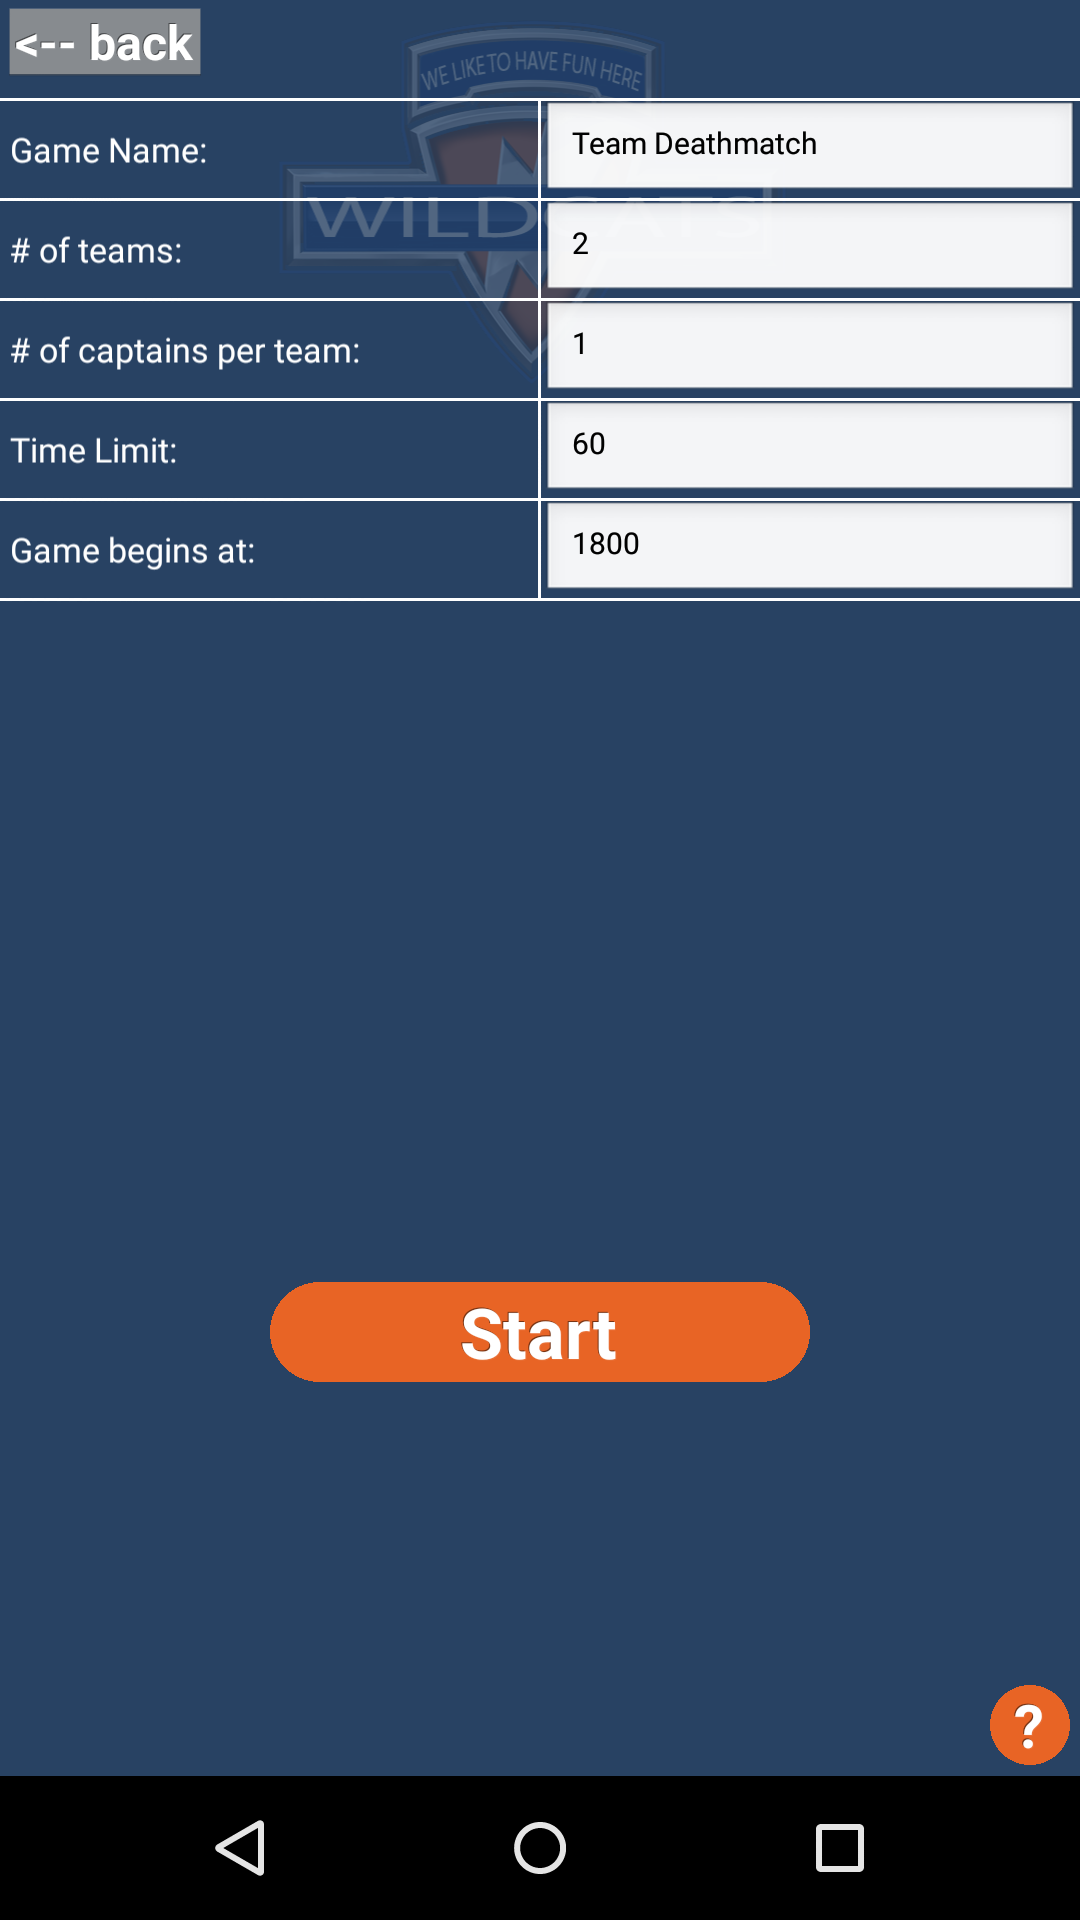 <-- back
WE LIKE TO HAVE FUN HERE
WILDCATS
Game Name: Team Deathmatch
# of teams: 2
# of captains per team: 1
Time Limit: 60
Game begins at: 1800
Start
?